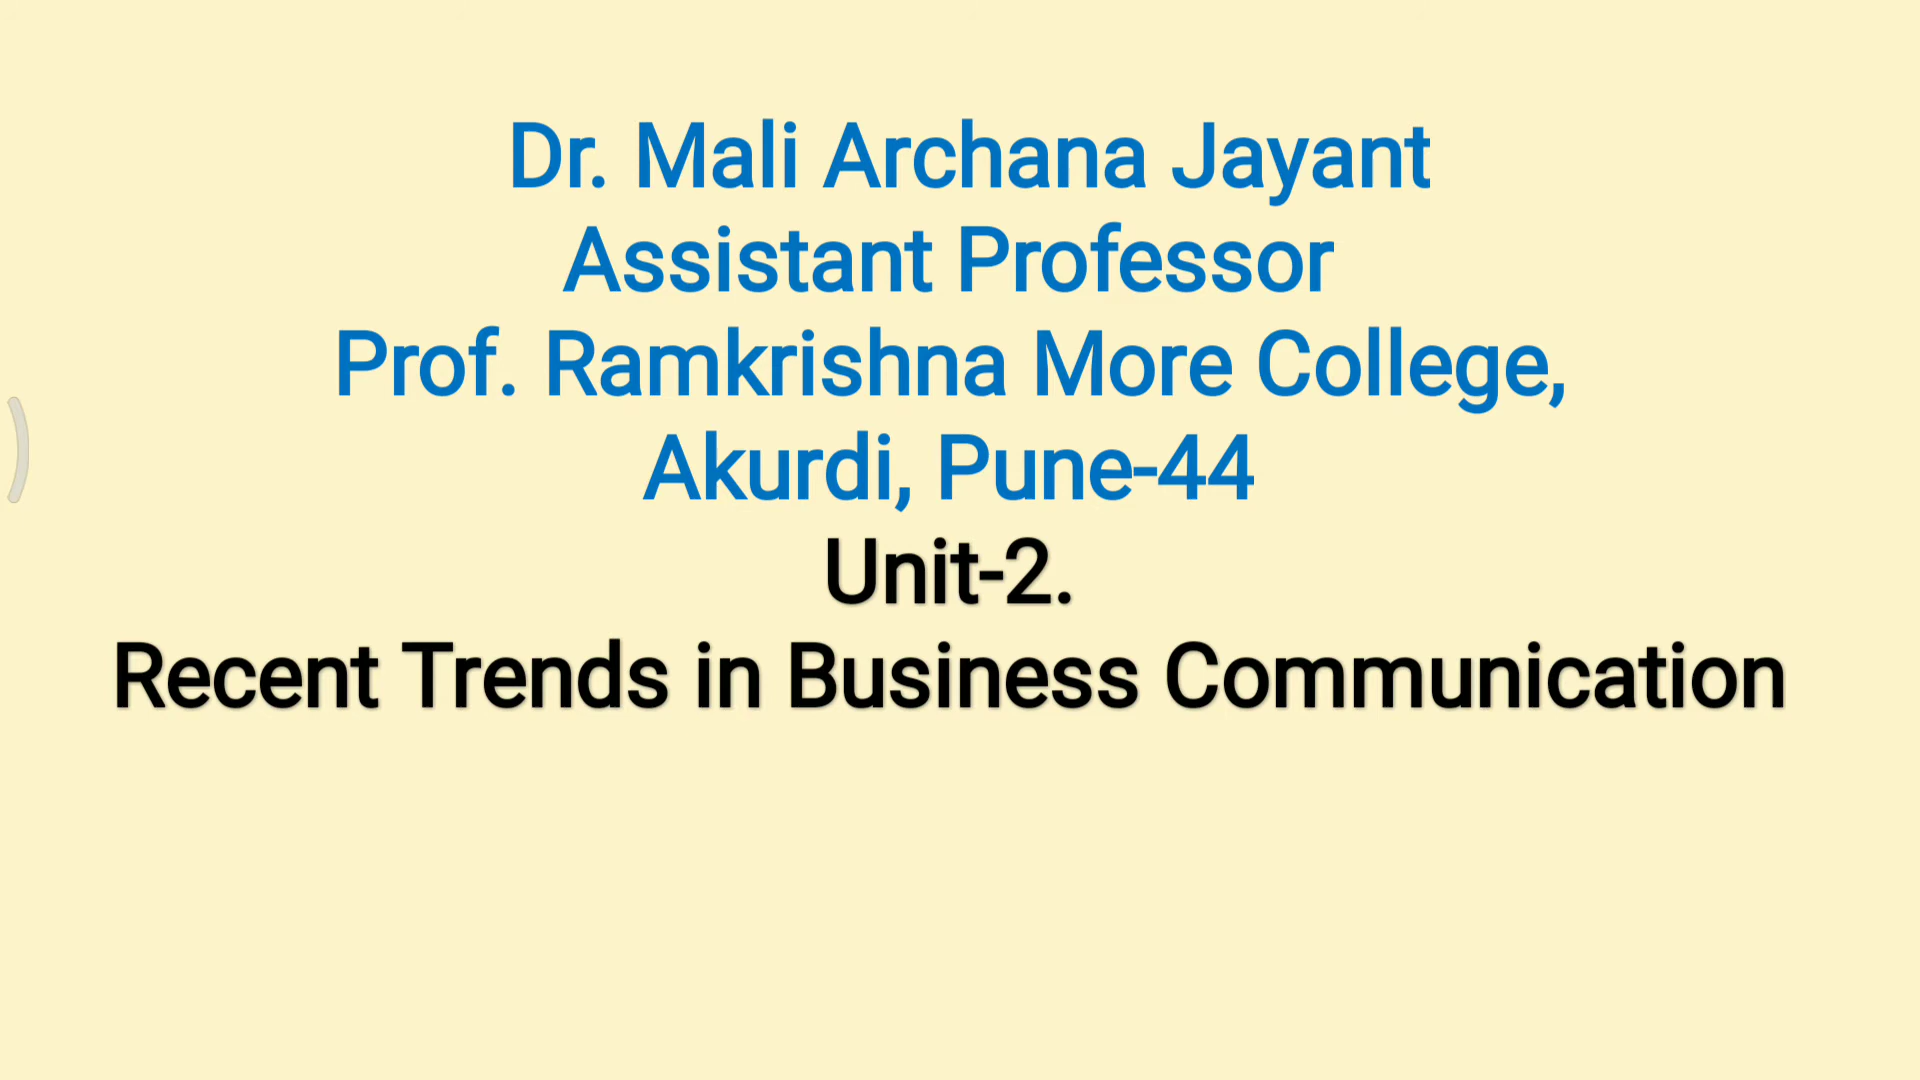 Dr. Mali Archana Jayant
Assistant Professor
Prof. Ramkrishna More College,
Akurdi, Pune-44
Unit-2.
Recent Trends in Business Communication